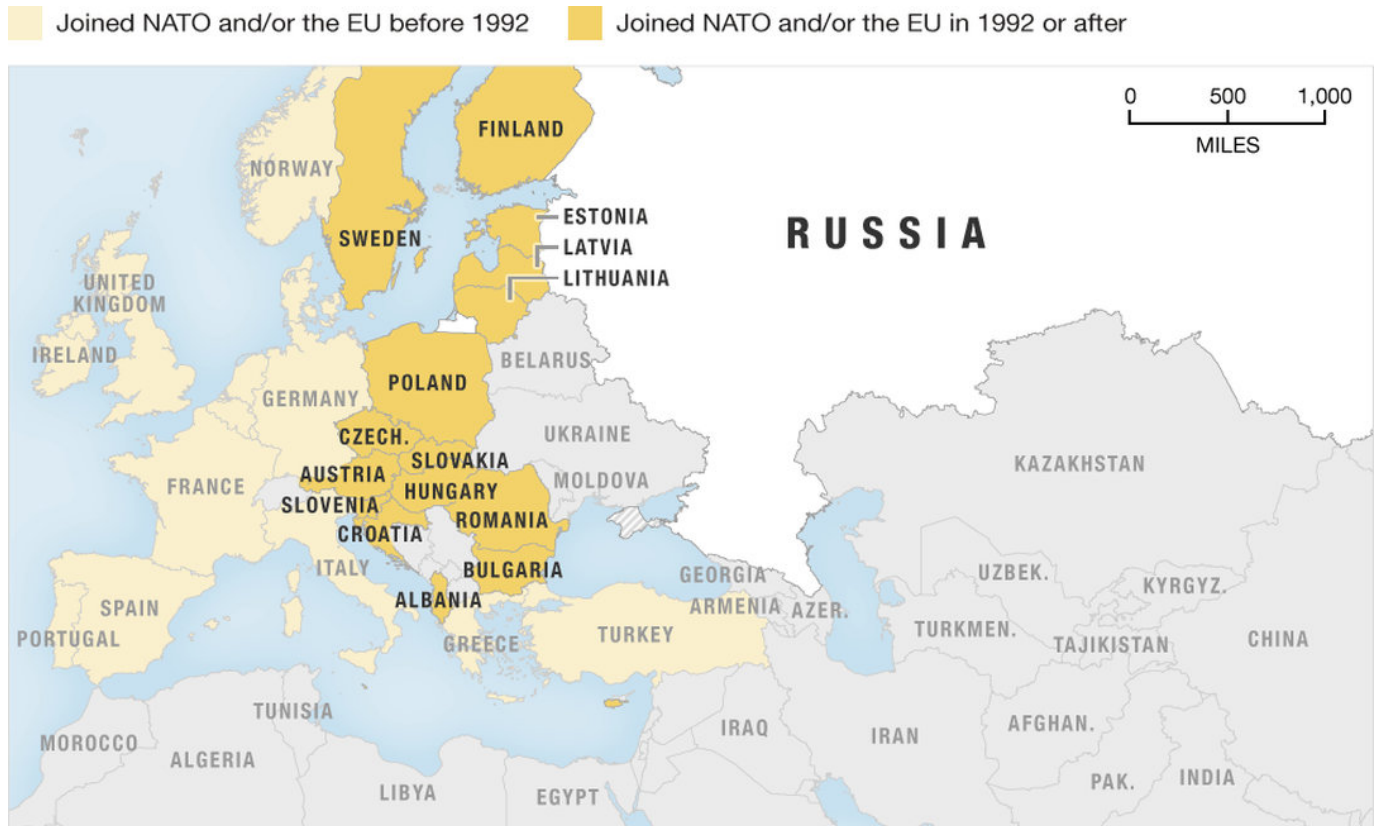 Joined NATO and/or the EU before 1992
Joined NATO and/or the EU in 1992 or after
0 500 1,000
MILES
FINLAND
NORWAY
ESTONIA
RUSSIA
SWEDEN
LATVIA
LITHUANIA
UNITED
KINGDOM
IRELAND
BELARUS
POLAND
GERMANY
CZECH.
UKRAINE
SLOVAKIA
KAZAKHSTAN
AUSTRIA
MOLDOVA
FRANCE
HUNGARY
SLOVENIA
ROMANIA
CROATIA
ITALY
BULGARIA
GEORGIA
UZBEK.
KYRGYZ.
ALBANIA
SPAIN
ARMENIA
AZER.
PORTUGAL
GREECE
TURKEY
TURKMEN.
TAJIKISTAN
CHINA
TUNISIA
MOROCCO
IRAQ
IRAN
AFGHAN.
ALGERIA
PAK.
INDIA
LIBYA
EGYPT